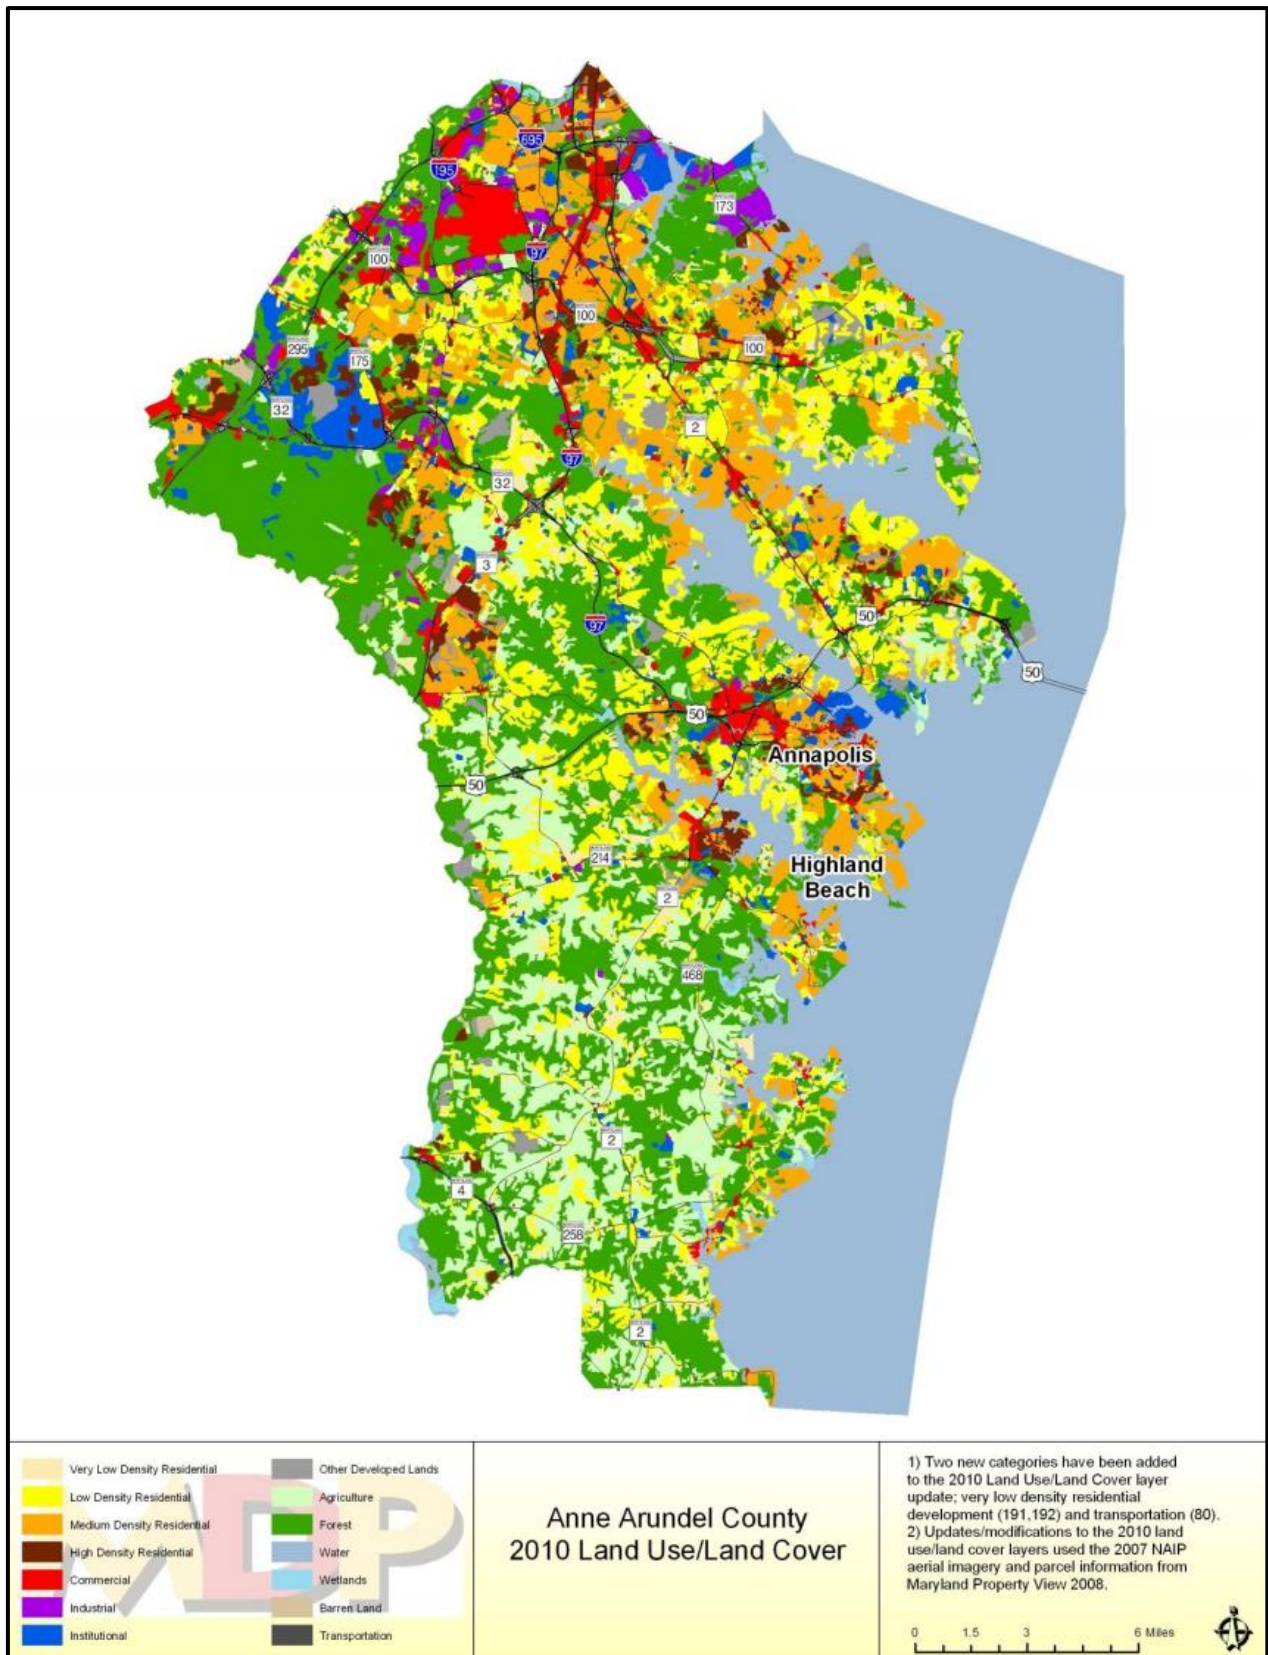 695
195
173
97
100
100
295
175
100
32
2
97
32
3
97
50
50
50
Annapolis
50
214
Highland
Beach
2
468
2
4
258
2
Very Low Density Residential
Low Density Residential
Medium Density Residential
High Density Residential
Commercial
Industrial
Institutional
Other Developed Lands
Agriculture
Forest
Water
Wetlands
Barren Land
Transportation
MDP
Anne Arundel County
2010 Land Use/Land Cover
1) Two new categories have been added
to the 2010 Land Use/Land Cover layer
update; very low density residential
development (191,192) and transportation (80).
2) Updates/modifications to the 2010 land
use/land cover layers used the 2007 NAIP
aerial imagery and parcel information from
Maryland Property View 2008.
0 1.5 3 6 Miles